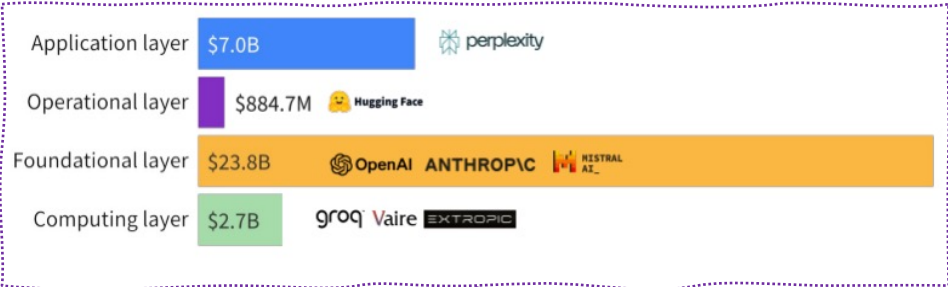 Application layer $7.0B perplexity
Operational layer $884.7M Hugging Face
Foundational layer $23.8B OpenAI ANTHROP\C MISTRAL AI_
Computing layer $2.7B groq Vaire EXTROPIC